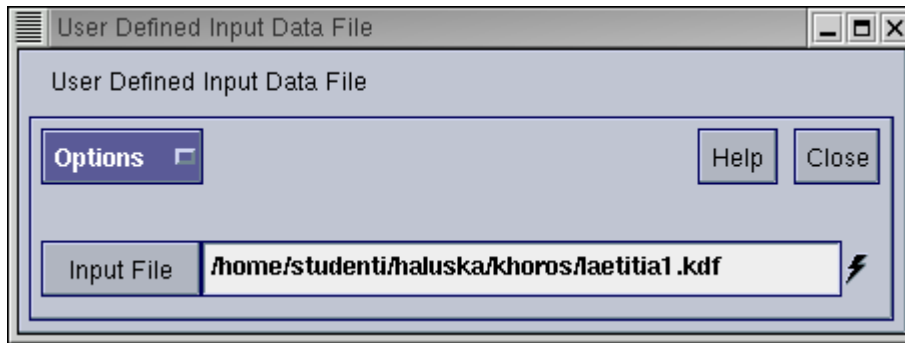 User Defined Input Data File
User Defined Input Data File
Options Help Close
Input File /home/studenti/haluska/khoros/laetitia1.kdf